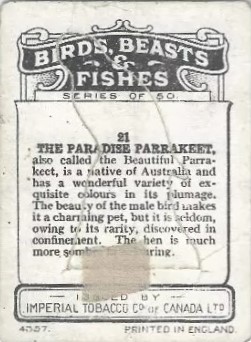 BIRDS, BEASTS
&
FISHES
SERIES OF 50.
21
THE PARADISE PARRAKEET,
also called the Beautiful Parra-
keet, is a native of Australia and
has a wonderful variety of ex-
quisite colours in its plumage.
The beauty of the male bird makes
it a charming pet, but it is seldom,
owing to its rarity, discovered in
confinement. The hen is much
more
ISSUED BY
IMPERIAL TOBACCO CO OF CANADA LTD
PRINTED IN ENGLAND.